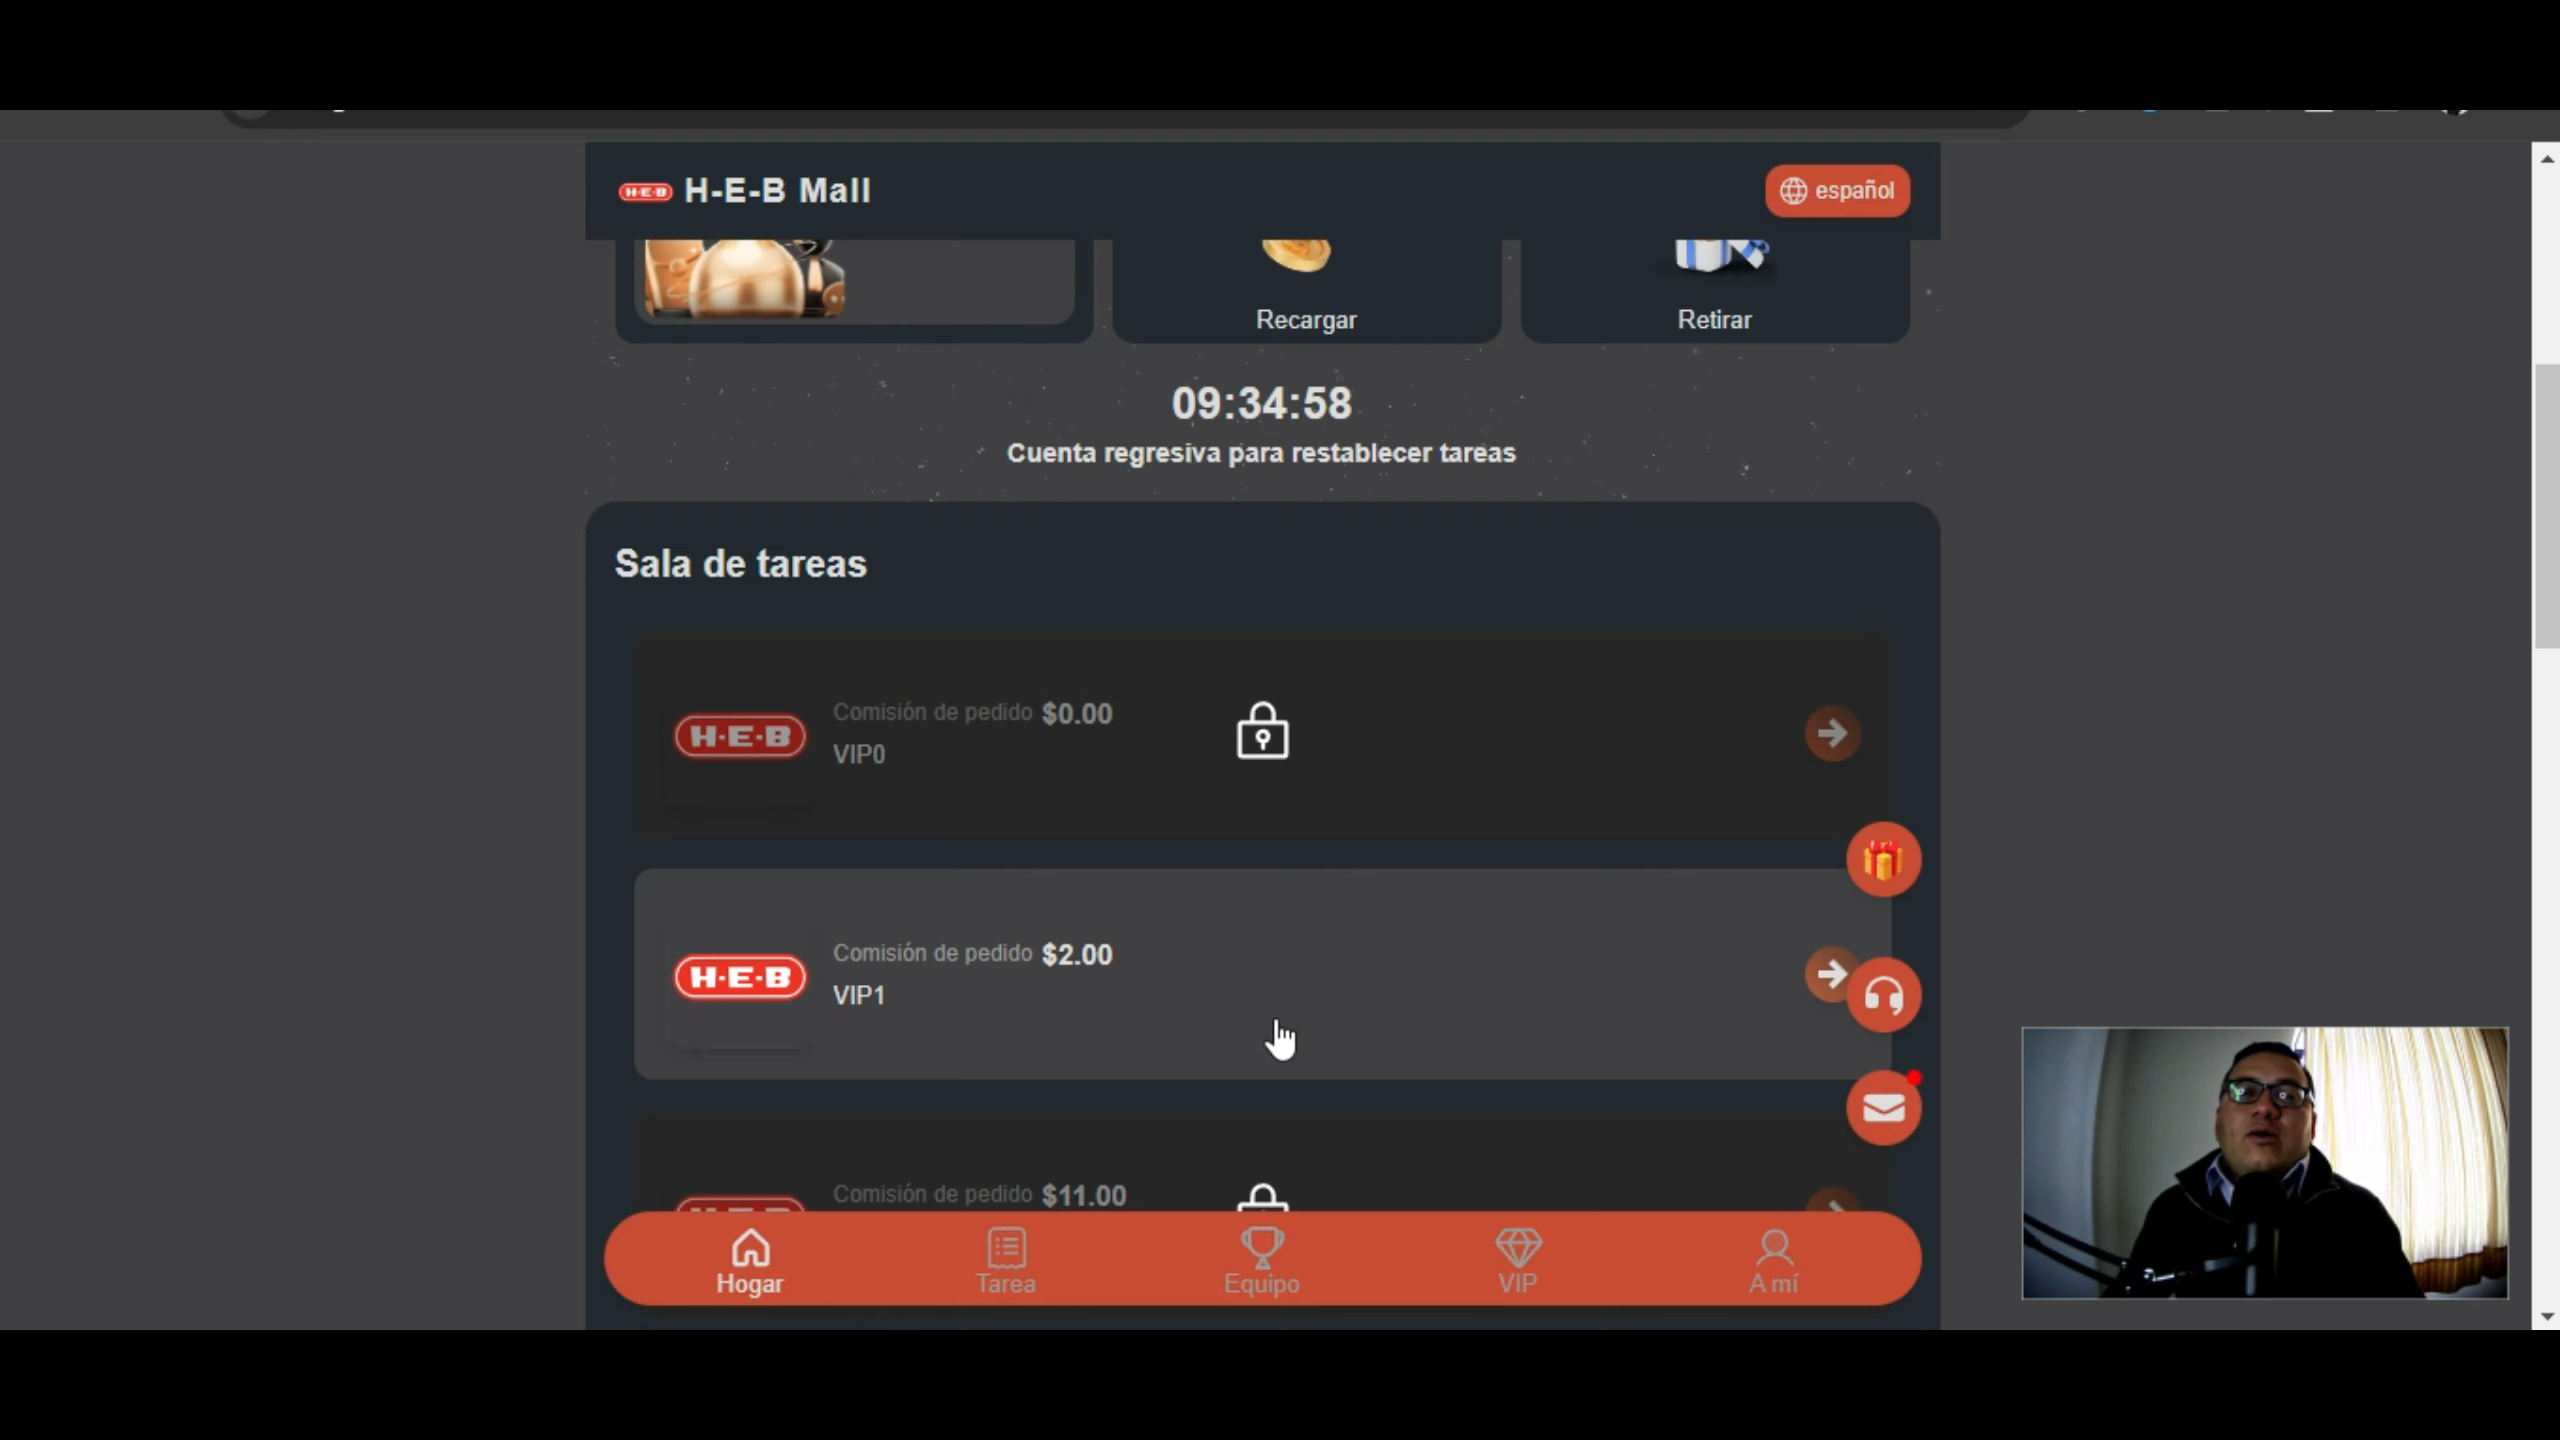 H-E-B H-E-B Mall
español
Recargar
Retirar
09:34:58
Cuenta regresiva para restablecer tareas
Sala de tareas
H-E-B
Comisión de pedido $0.00
VIP0
H-E-B
Comisión de pedido $2.00
VIP1
Comisión de pedido $11.00
Hogar
Tarea
Equipo
VIP
A mí